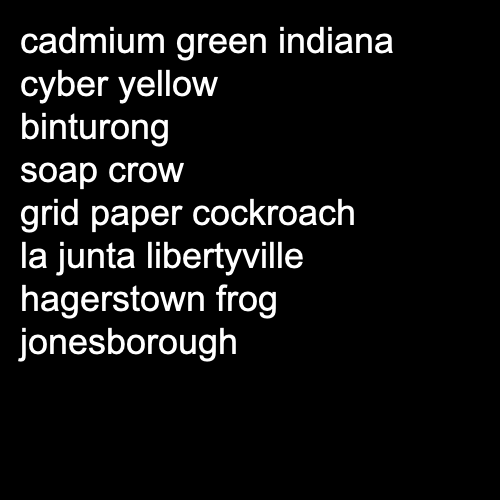 cadmium green indiana
cyber yellow
binturong
soap crow
grid paper cockroach
la junta libertyville
hagerstown frog
jonesborough